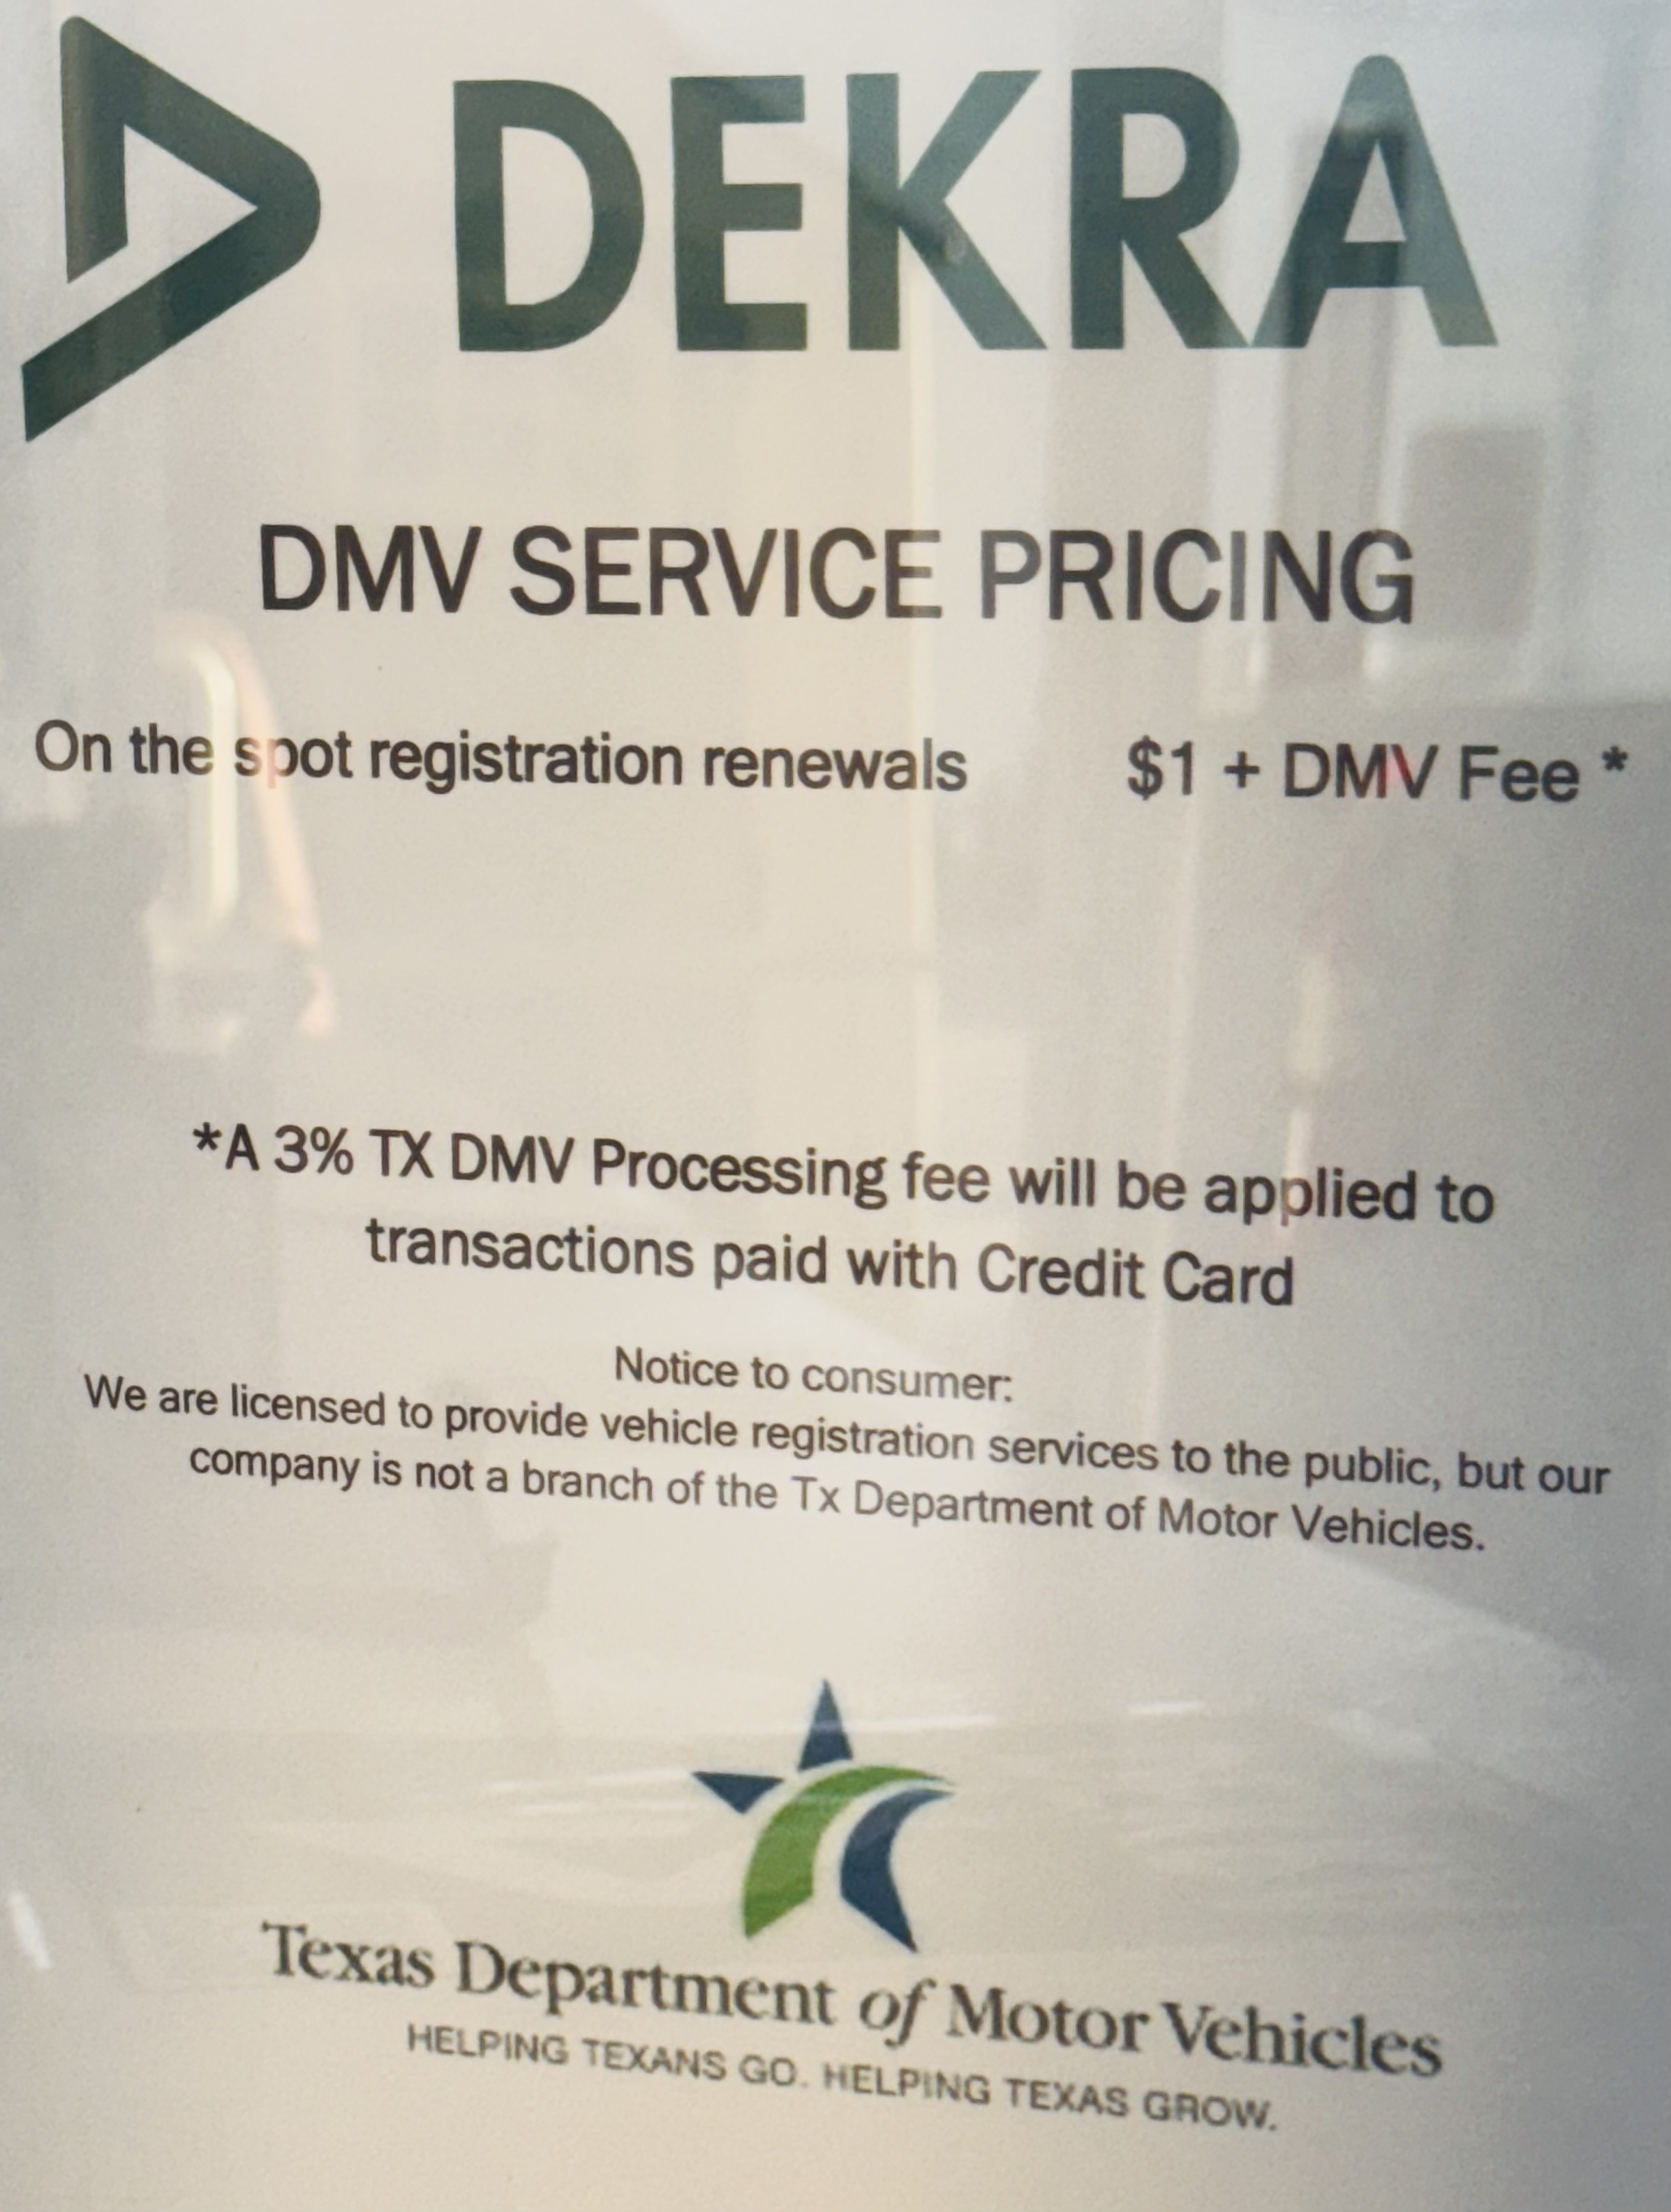 DEKRA
DMV SERVICE PRICING
On the spot registration renewals $1 + DMV Fee *
*A 3% TX DMV Processing fee will be applied to
transactions paid with Credit Card
Notice to consumer:
We are licensed to provide vehicle registration services to the public, but our
company is not a branch of the Tx Department of Motor Vehicles.
Texas Department of Motor Vehicles
HELPING TEXANS GO. HELPING TEXAS GROW.